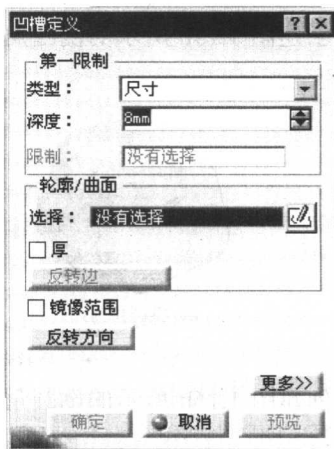 凹槽定义
第一限制
类型： 尺寸
深度： 8mm
限制： 没有选择
轮廓/曲面
选择： 没有选择
厚
反转边
镜像范围
反转方向
更多>>
确定 取消 预览